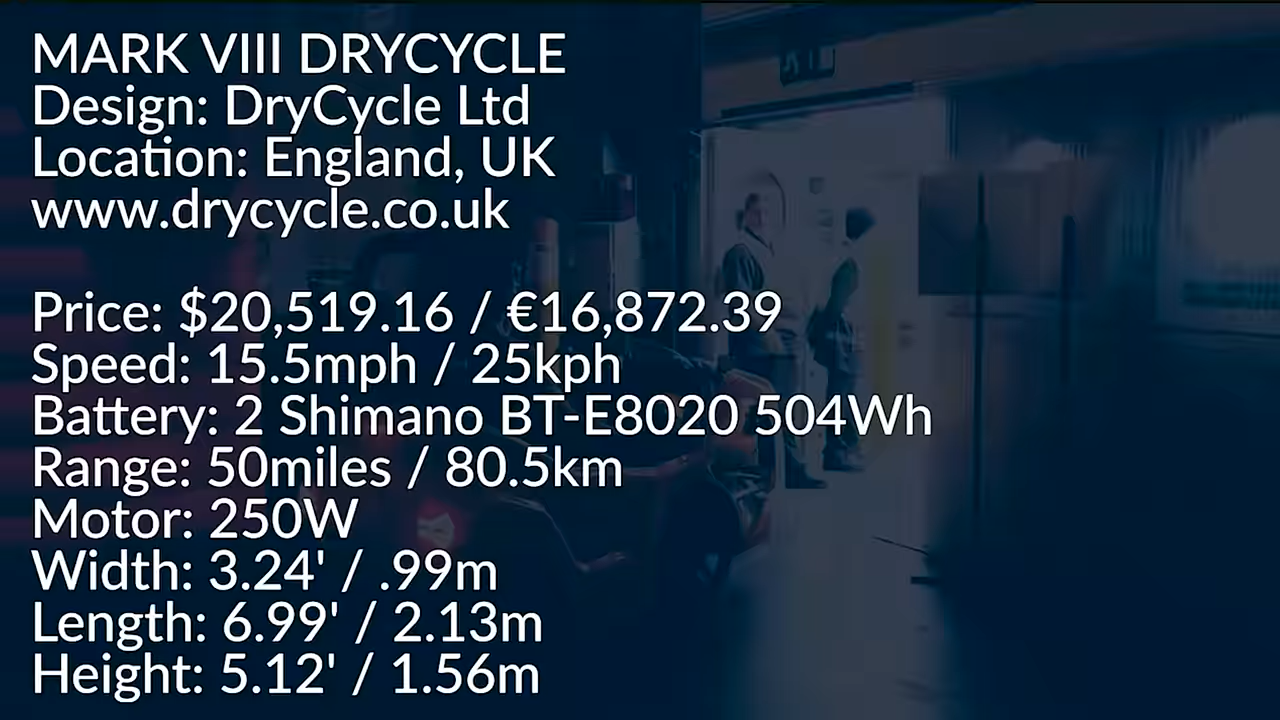 MARK VIII DRYCYCLE
Design: DryCycle Ltd
Location: England, UK
www.drycycle.co.uk
Price: $20,519.16 / €16,872.39
Speed: 15.5mph / 25kph
Battery: 2 Shimano BT-E8020 504Wh
Range: 50miles / 80.5km
Motor: 250W
Width: 3.24' / .99m
Length: 6.99' / 2.13m
Height: 5.12' / 1.56m